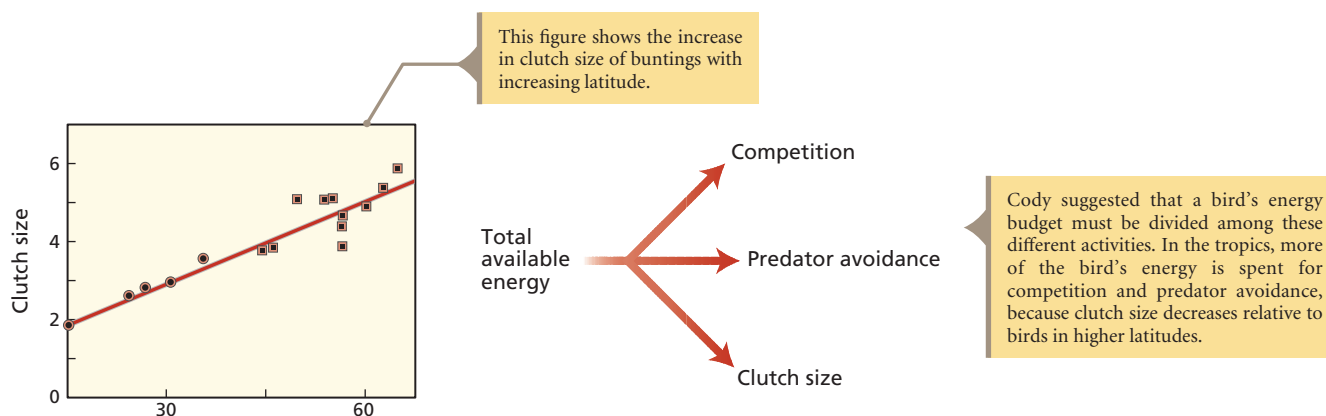 This figure shows the increase
in clutch size of buntings with
increasing latitude.
Clutch size
6
4
2
0
30
60
Total
available
energy
Competition
Predator avoidance
Clutch size
Cody suggested that a bird’s energy
budget must be divided among these
different activities. In the tropics, more
of the bird’s energy is spent for
competition and predator avoidance,
because clutch size decreases relative to
birds in higher latitudes.